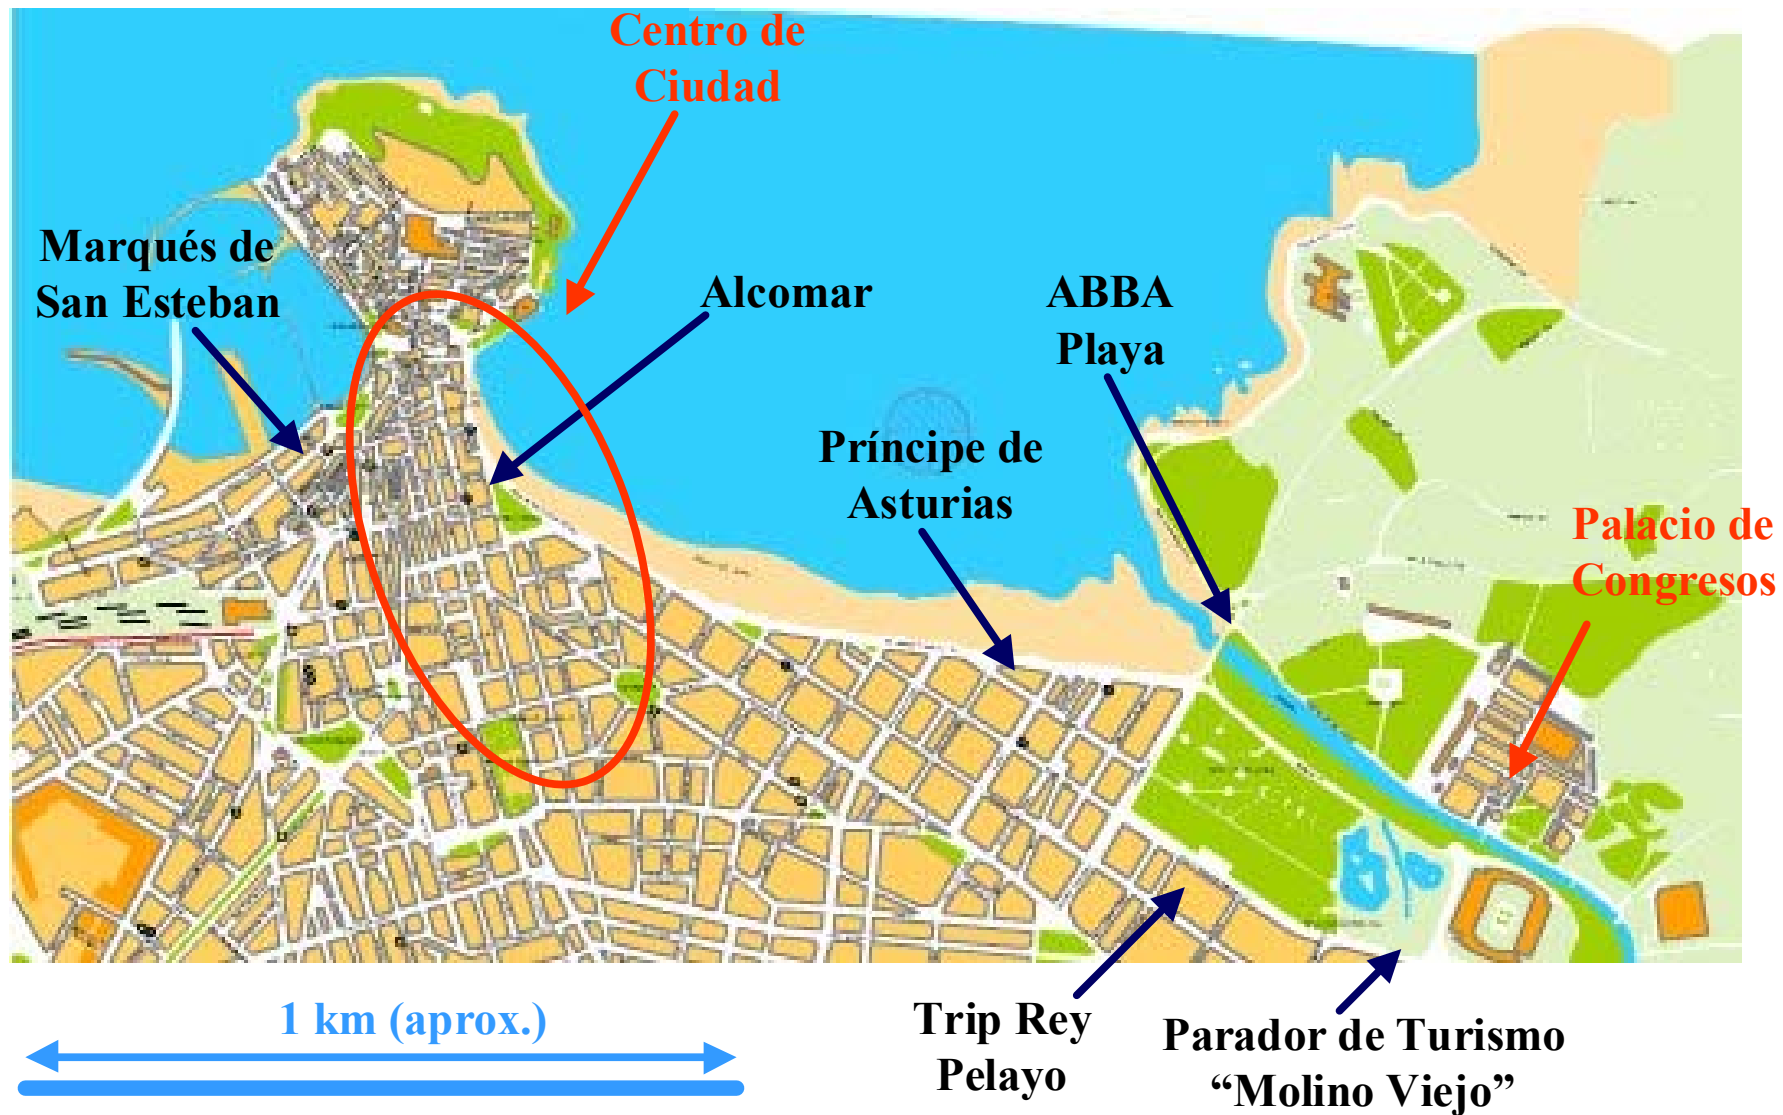 Centro de
Ciudad
Marqués de
San Esteban
Alcomar
ABBA
Playa
Príncipe de
Asturias
Palacio de
Congresos
1 km (aprox.)
Trip Rey
Pelayo
Parador de Turismo
“Molino Viejo”